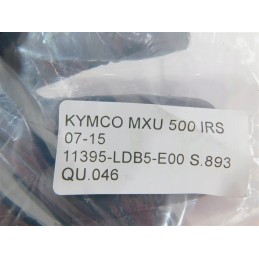 KYMCO MXU 500 IRS
07-15
11395-LDB5-E00 S.893
QU.046